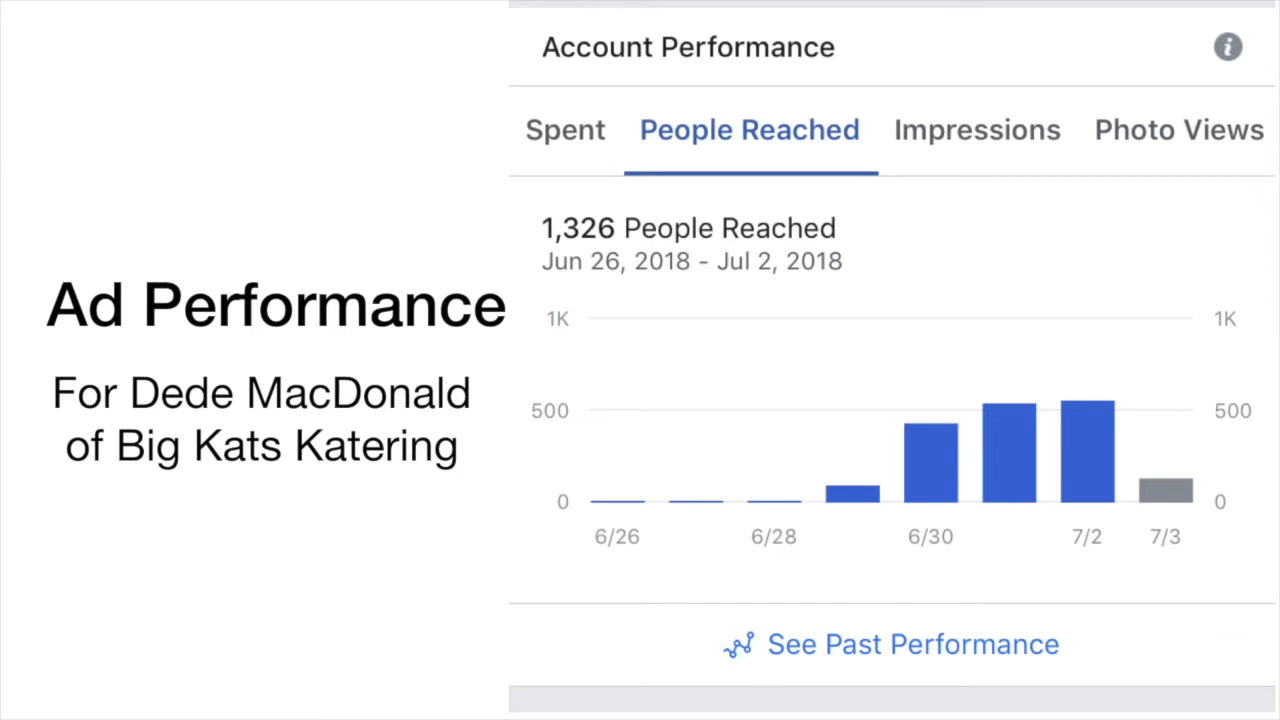 Ad Performance
For Dede MacDonald
of Big Kats Katering
Account Performance
Spent People Reached Impressions Photo Views
1,326 People Reached
Jun 26, 2018 - Jul 2, 2018
1K 1K
500 500
0 0
6/26 6/28 6/30 7/2 7/3
See Past Performance